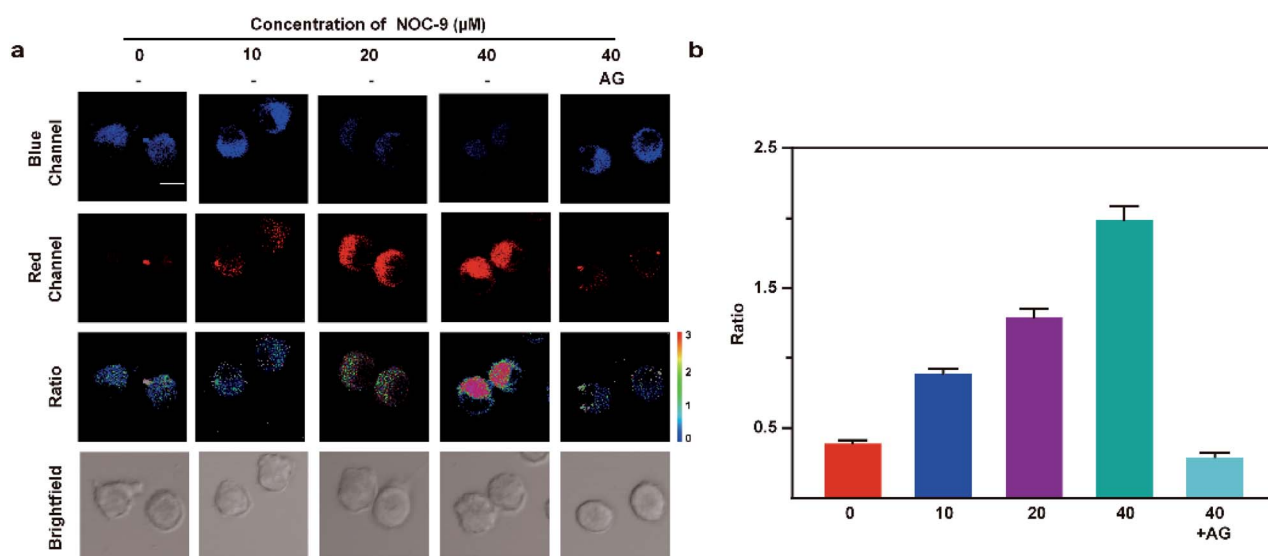 Concentration of NOC-9 (µM)
a
0 10 20 40 40
- - - - AG
Blue
Channel
Red
Channel
Ratio
3
2
1
0
Brightfield
b
2.5
1.5
0.5
Ratio
0 10 20 40 40
+AG